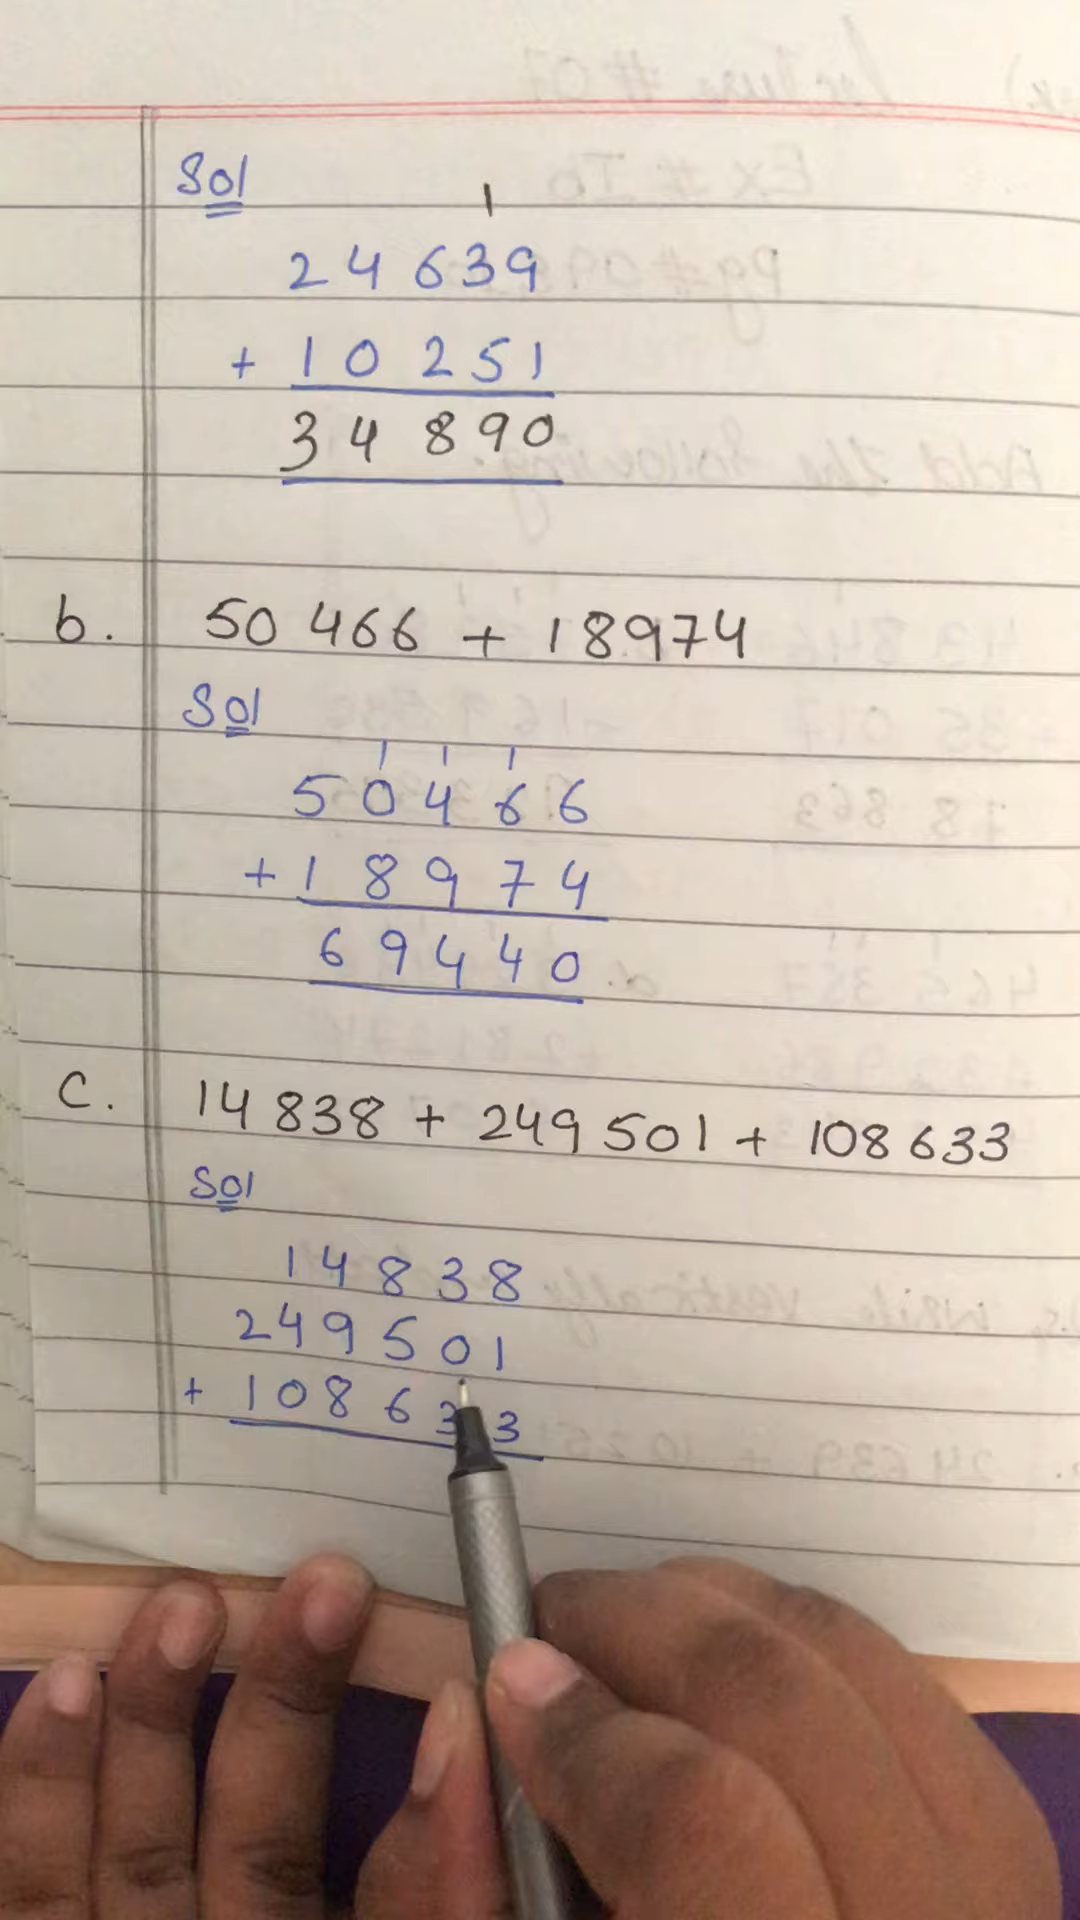 Sol
1
24639
+ 10251
34890
b. 50466 + 18974
Sol
1 1 1
50466
+ 18974
69440
C. 14838 + 249501 + 108633
Sol
14838
249501
+ 108633